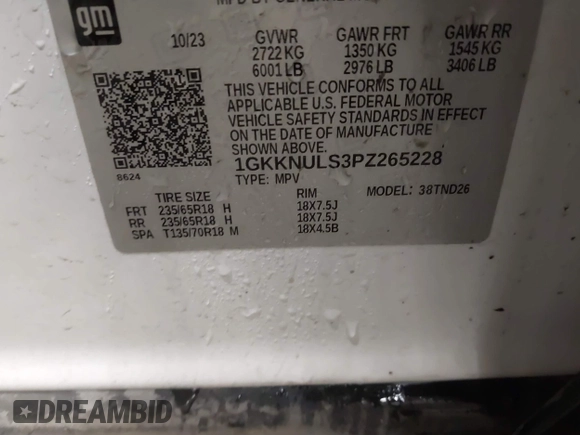 gm
10/23 GVWR GAWR FRT GAWR RR
2722 KG 1350 KG 1545 KG
6001 LB 2976 LB 3406 LB
THIS VEHICLE CONFORMS TO ALL
APPLICABLE U.S. FEDERAL MOTOR
VEHICLE SAFETY STANDARDS IN EFFECT
ON THE DATE OF MANUFACTURE
SHOWN ABOVE.
1GKKNULS3PZ265228
8624
TYPE: MPV MODEL: 38TND26
TIRE SIZE RIM
FRT 235/65R18 H 18X7.5J
RR 235/65R18 H 18X7.5J
SPA T135/70R18 M 18X4.5B
DREAMBID